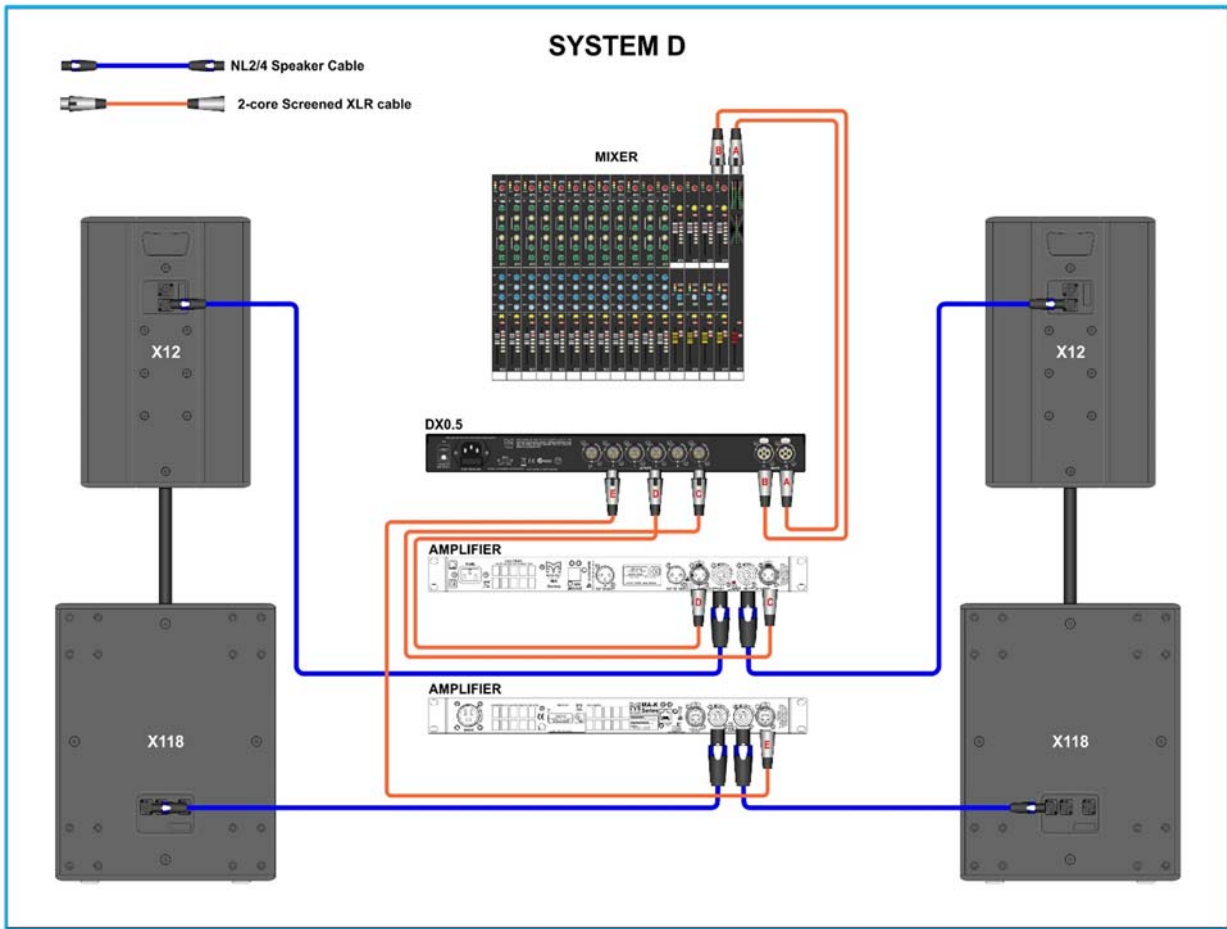 SYSTEM D
NL2/4 Speaker Cable
2-core Screened XLR cable
B A
MIXER
X12
X12
DX0.5
E D C B A
AMPLIFIER
D C
AMPLIFIER
E
X118
X118